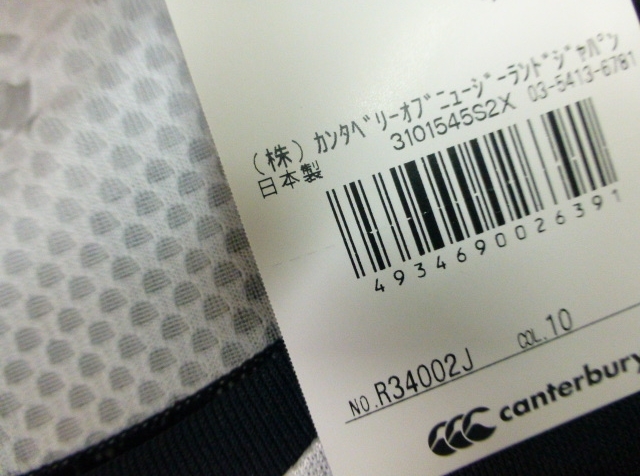 (株) ｶﾝﾀﾍﾞﾘｰｵﾌﾞﾆｭｰｼﾞｰﾗﾝﾄﾞｼﾞｬﾊﾟﾝ
日本製 3101545S2X 03-5413-6781
4934690026391
NO.R34002J COL.10
canterbury